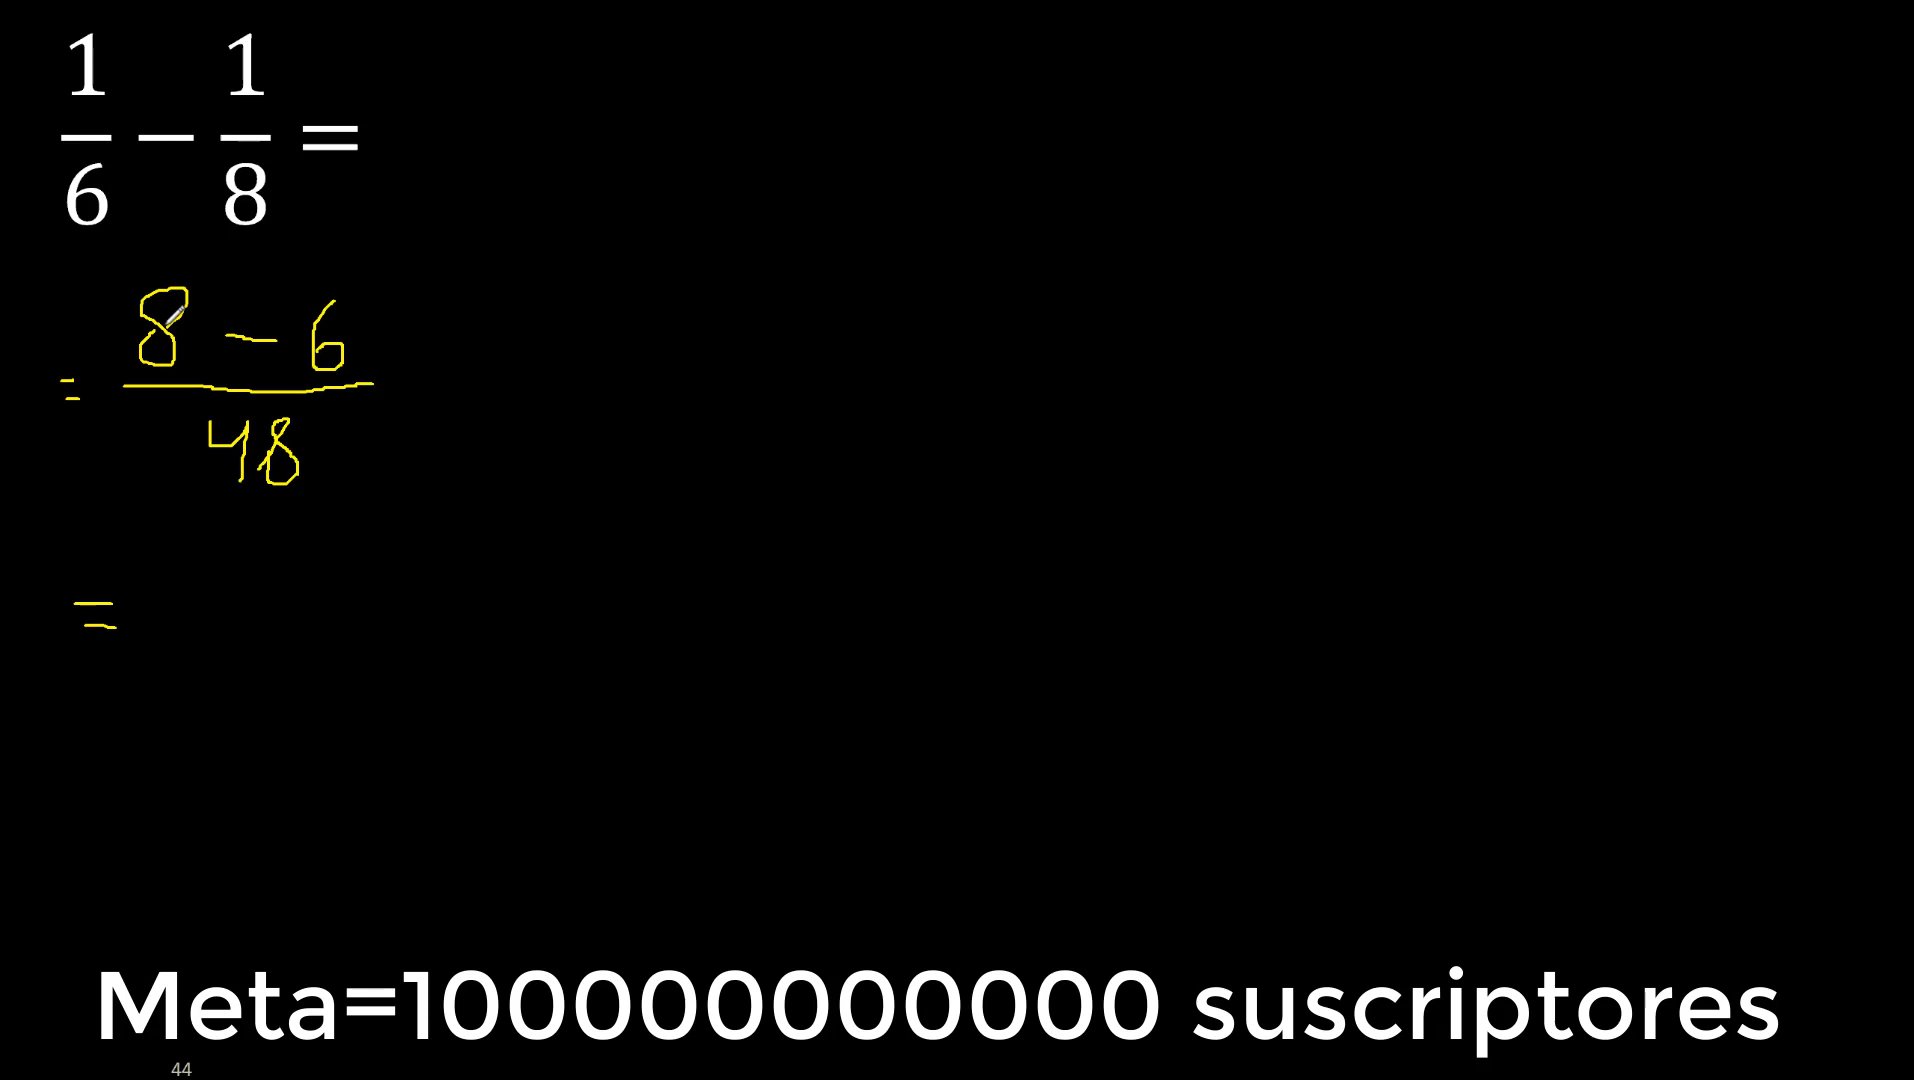 1/6 − 1/8 =
= (8 − 6)/48
=
Meta=100000000000 suscriptores
44